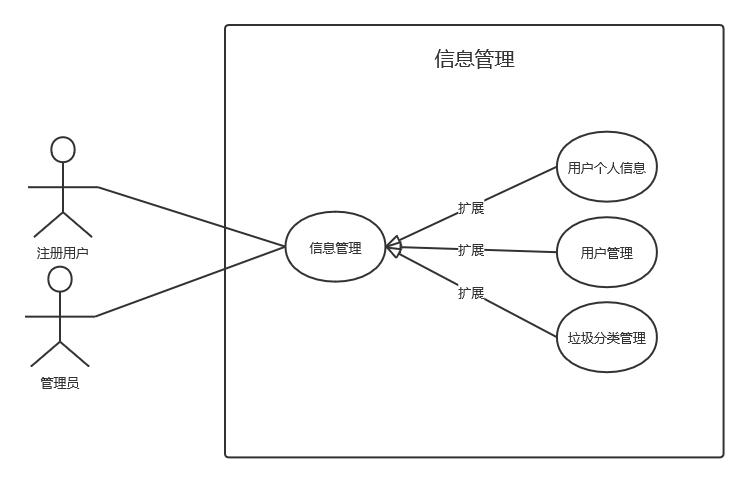 信息管理
注册用户
管理员
信息管理
扩展
扩展
扩展
用户个人信息
用户管理
垃圾分类管理